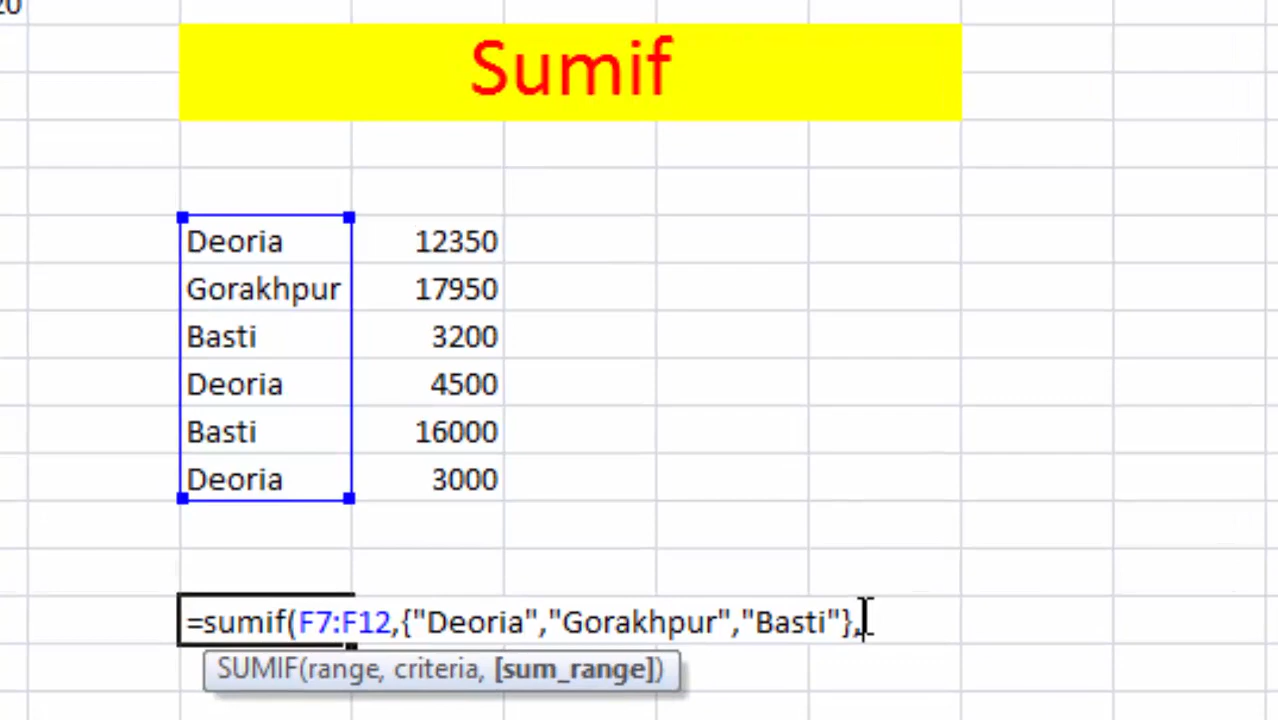 20
Sumif
Deoria 12350
Gorakhpur 17950
Basti 3200
Deoria 4500
Basti 16000
Deoria 3000
=sumif(F7:F12,{"Deoria","Gorakhpur","Basti"},
SUMIF(range, criteria, [sum_range])